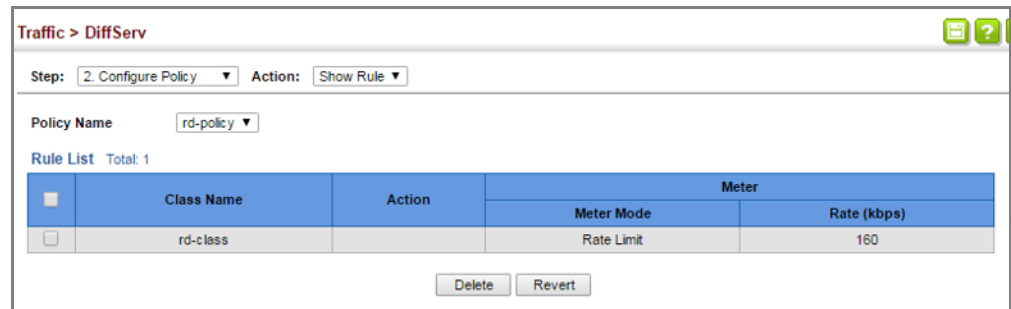 Traffic > DiffServ
?
Step: 2. Configure Policy ▼ Action: Show Rule ▼
Policy Name rd-policy ▼
Rule List Total: 1
Class Name Action Meter
Meter Mode Rate (kbps)
rd-class Rate Limit 160
Delete Revert